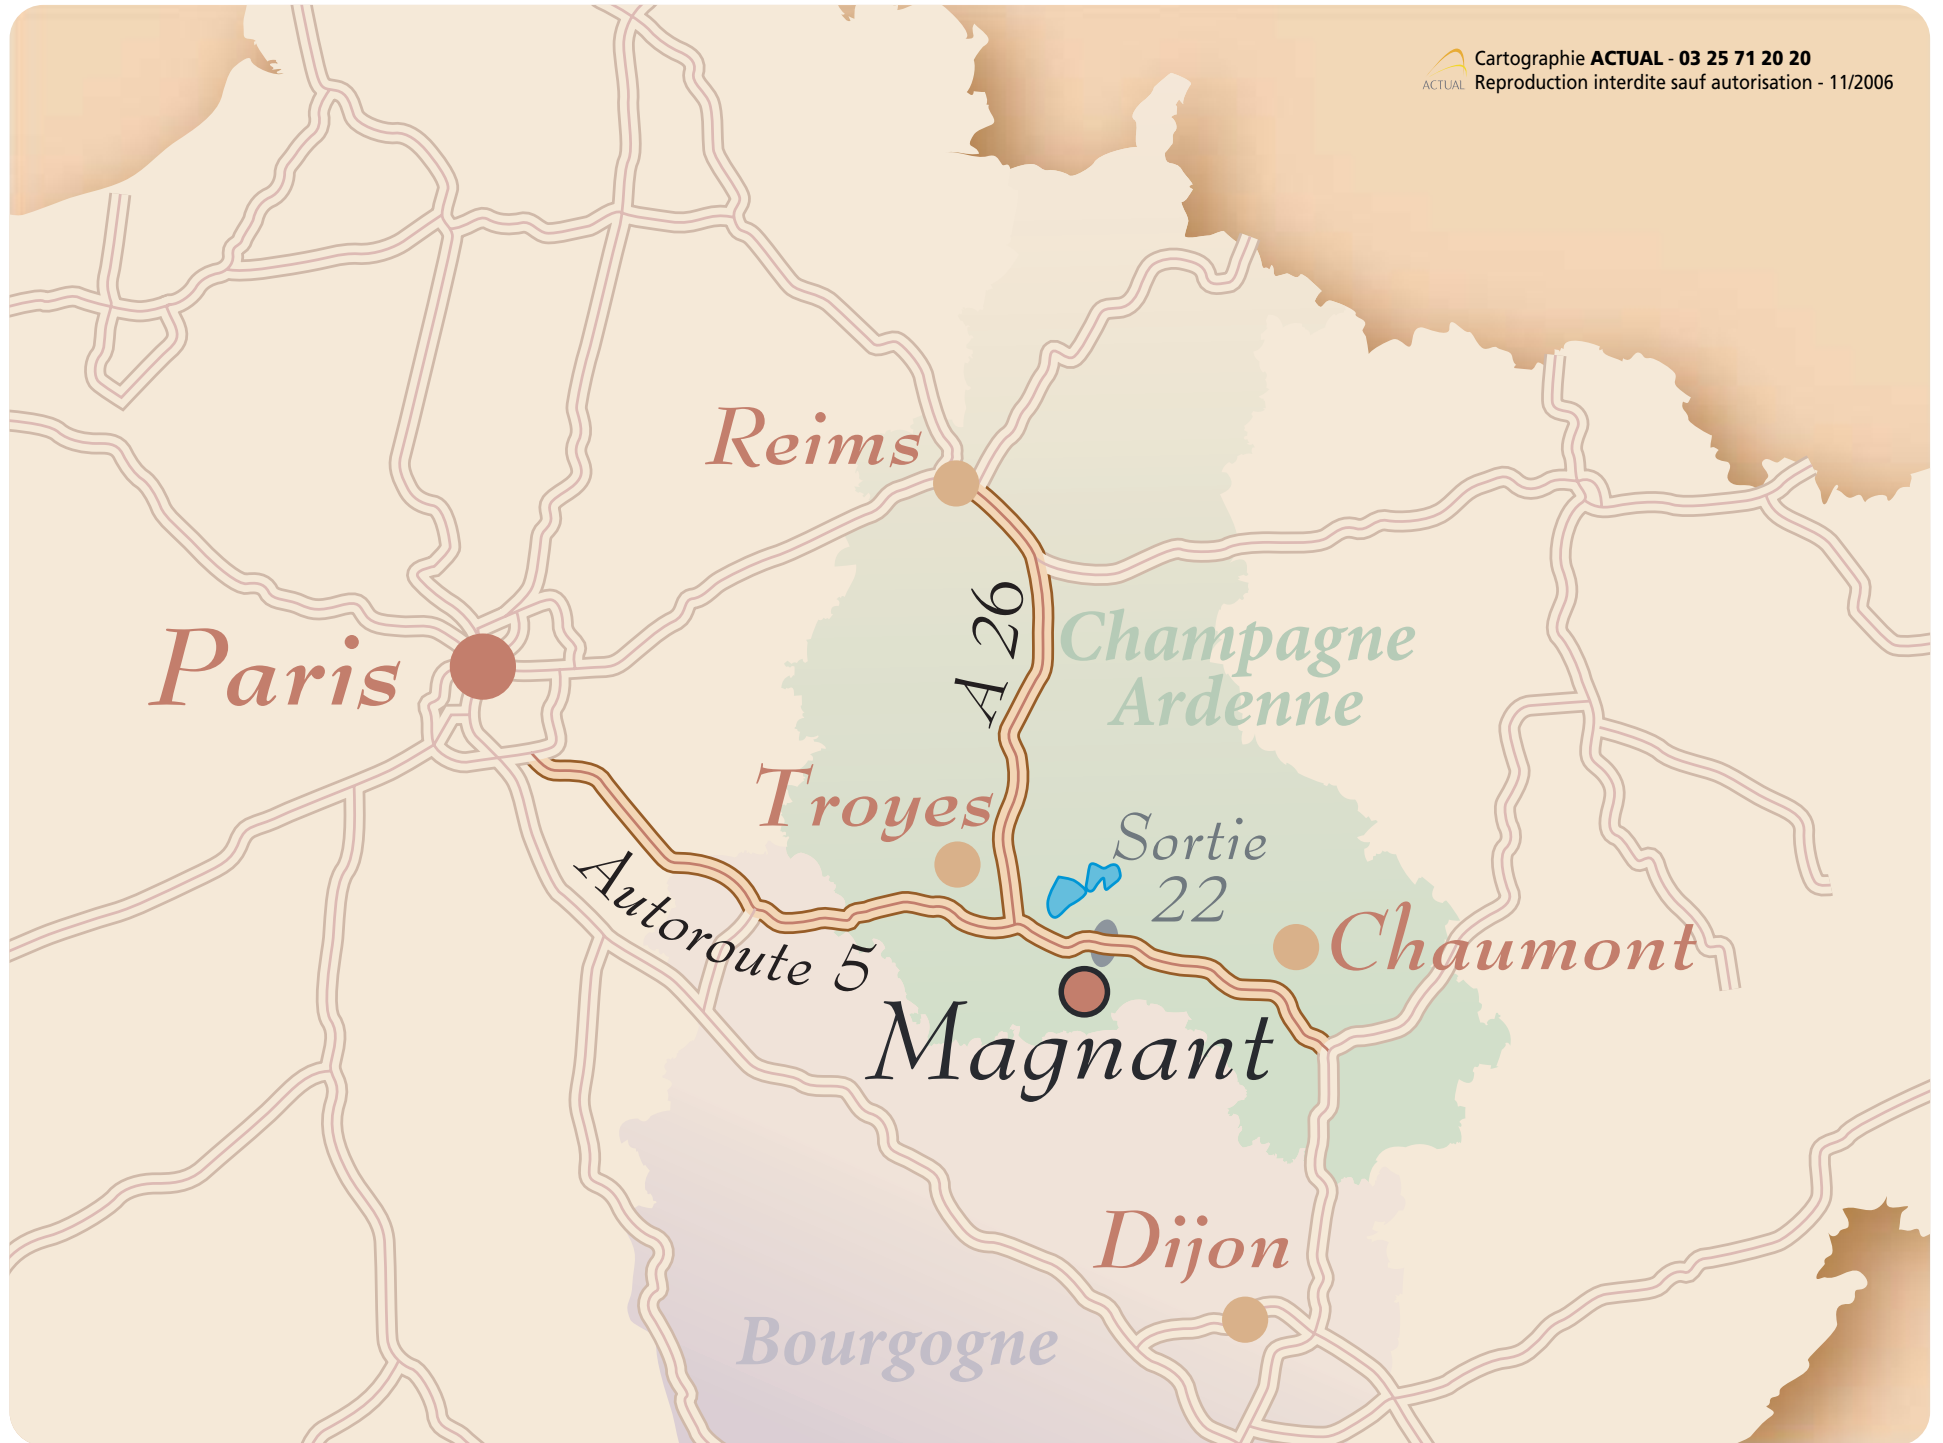 Cartographie ACTUAL - 03 25 71 20 20
ACTUAL Reproduction interdite sauf autorisation - 11/2006
Reims
A 26
Champagne
Ardenne
Paris
Troyes
Sortie
22
Autoroute 5
Chaumont
Magnant
Dijon
Bourgogne